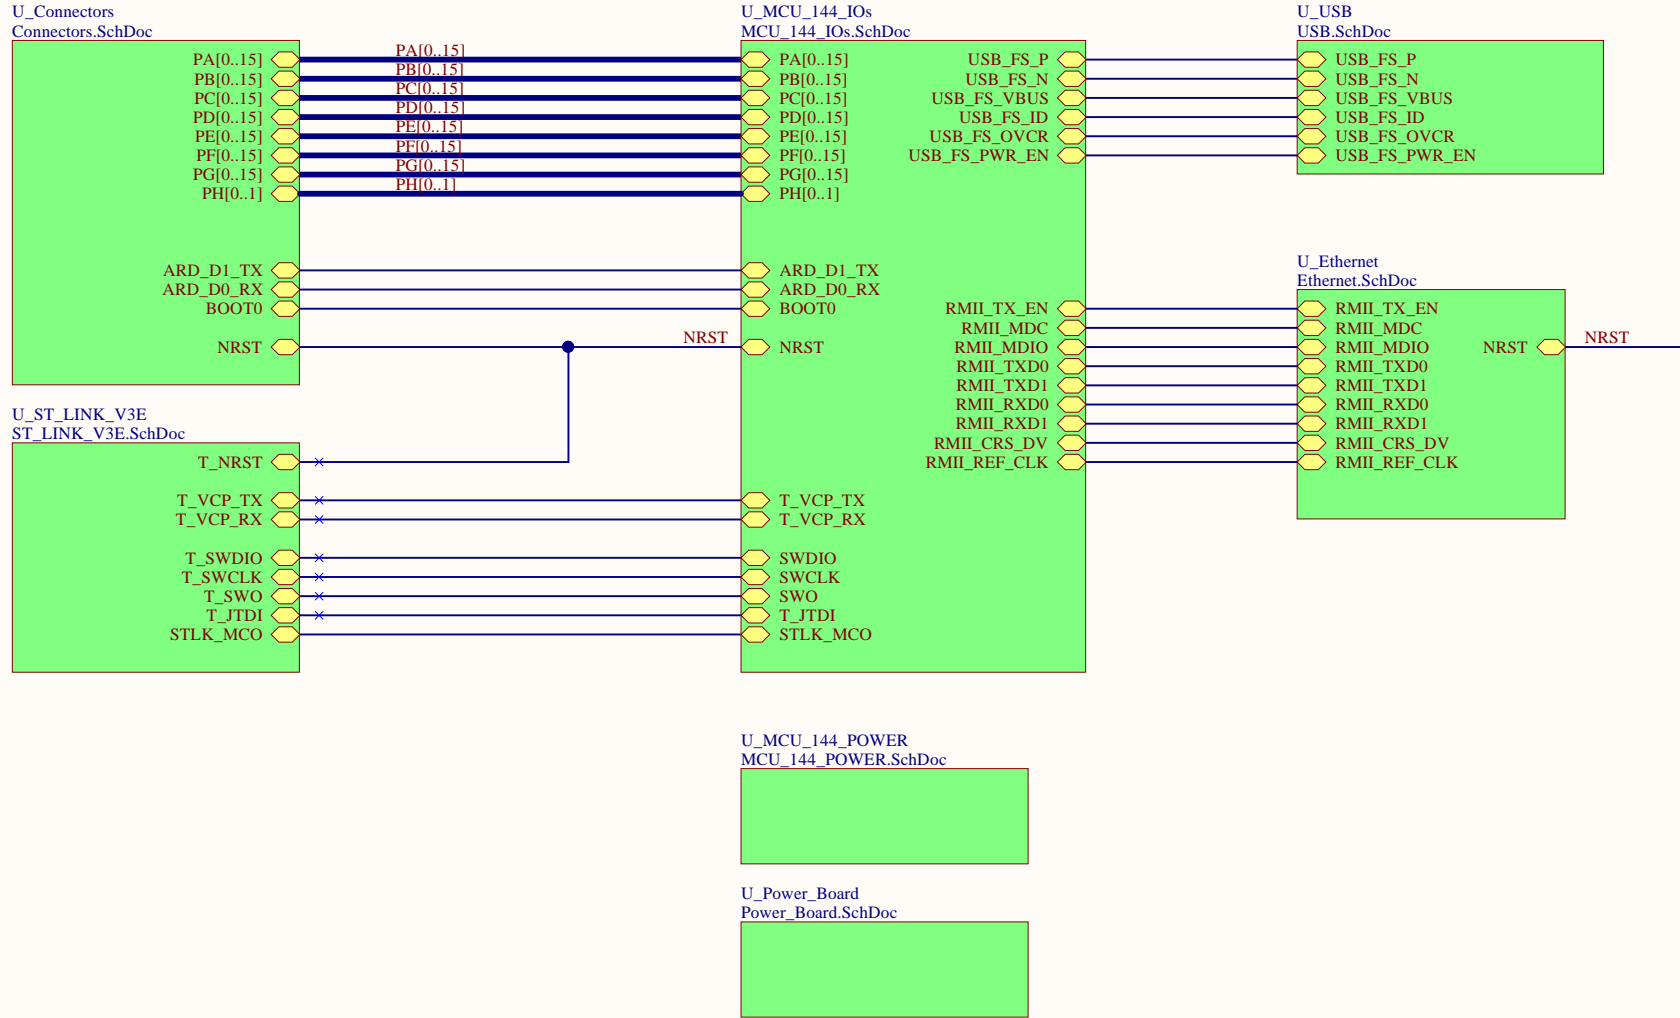 U_Connectors
Connectors.SchDoc
PA[0..15]
PB[0..15]
PC[0..15]
PD[0..15]
PE[0..15]
PF[0..15]
PG[0..15]
PH[0..1]
ARD_D1_TX
ARD_D0_RX
BOOT0
NRST
PA[0..15]
PB[0..15]
PC[0..15]
PD[0..15]
PE[0..15]
PF[0..15]
PG[0..15]
PH[0..1]
NRST
U_ST_LINK_V3E
ST_LINK_V3E.SchDoc
T_NRST
T_VCP_TX
T_VCP_RX
T_SWDIO
T_SWCLK
T_SWO
T_JTDI
STLK_MCO
U_MCU_144_IOs
MCU_144_IOs.SchDoc
PA[0..15]
PB[0..15]
PC[0..15]
PD[0..15]
PE[0..15]
PF[0..15]
PG[0..15]
PH[0..1]
ARD_D1_TX
ARD_D0_RX
BOOT0
NRST
T_VCP_TX
T_VCP_RX
SWDIO
SWCLK
SWO
T_JTDI
STLK_MCO
USB_FS_P
USB_FS_N
USB_FS_VBUS
USB_FS_ID
USB_FS_OVCR
USB_FS_PWR_EN
RMII_TX_EN
RMII_MDC
RMII_MDIO
RMII_TXD0
RMII_TXD1
RMII_RXD0
RMII_RXD1
RMII_CRS_DV
RMII_REF_CLK
U_USB
USB.SchDoc
USB_FS_P
USB_FS_N
USB_FS_VBUS
USB_FS_ID
USB_FS_OVCR
USB_FS_PWR_EN
U_Ethernet
Ethernet.SchDoc
RMII_TX_EN
RMII_MDC
RMII_MDIO
RMII_TXD0
RMII_TXD1
RMII_RXD0
RMII_RXD1
RMII_CRS_DV
RMII_REF_CLK
NRST
NRST
U_MCU_144_POWER
MCU_144_POWER.SchDoc
U_Power_Board
Power_Board.SchDoc